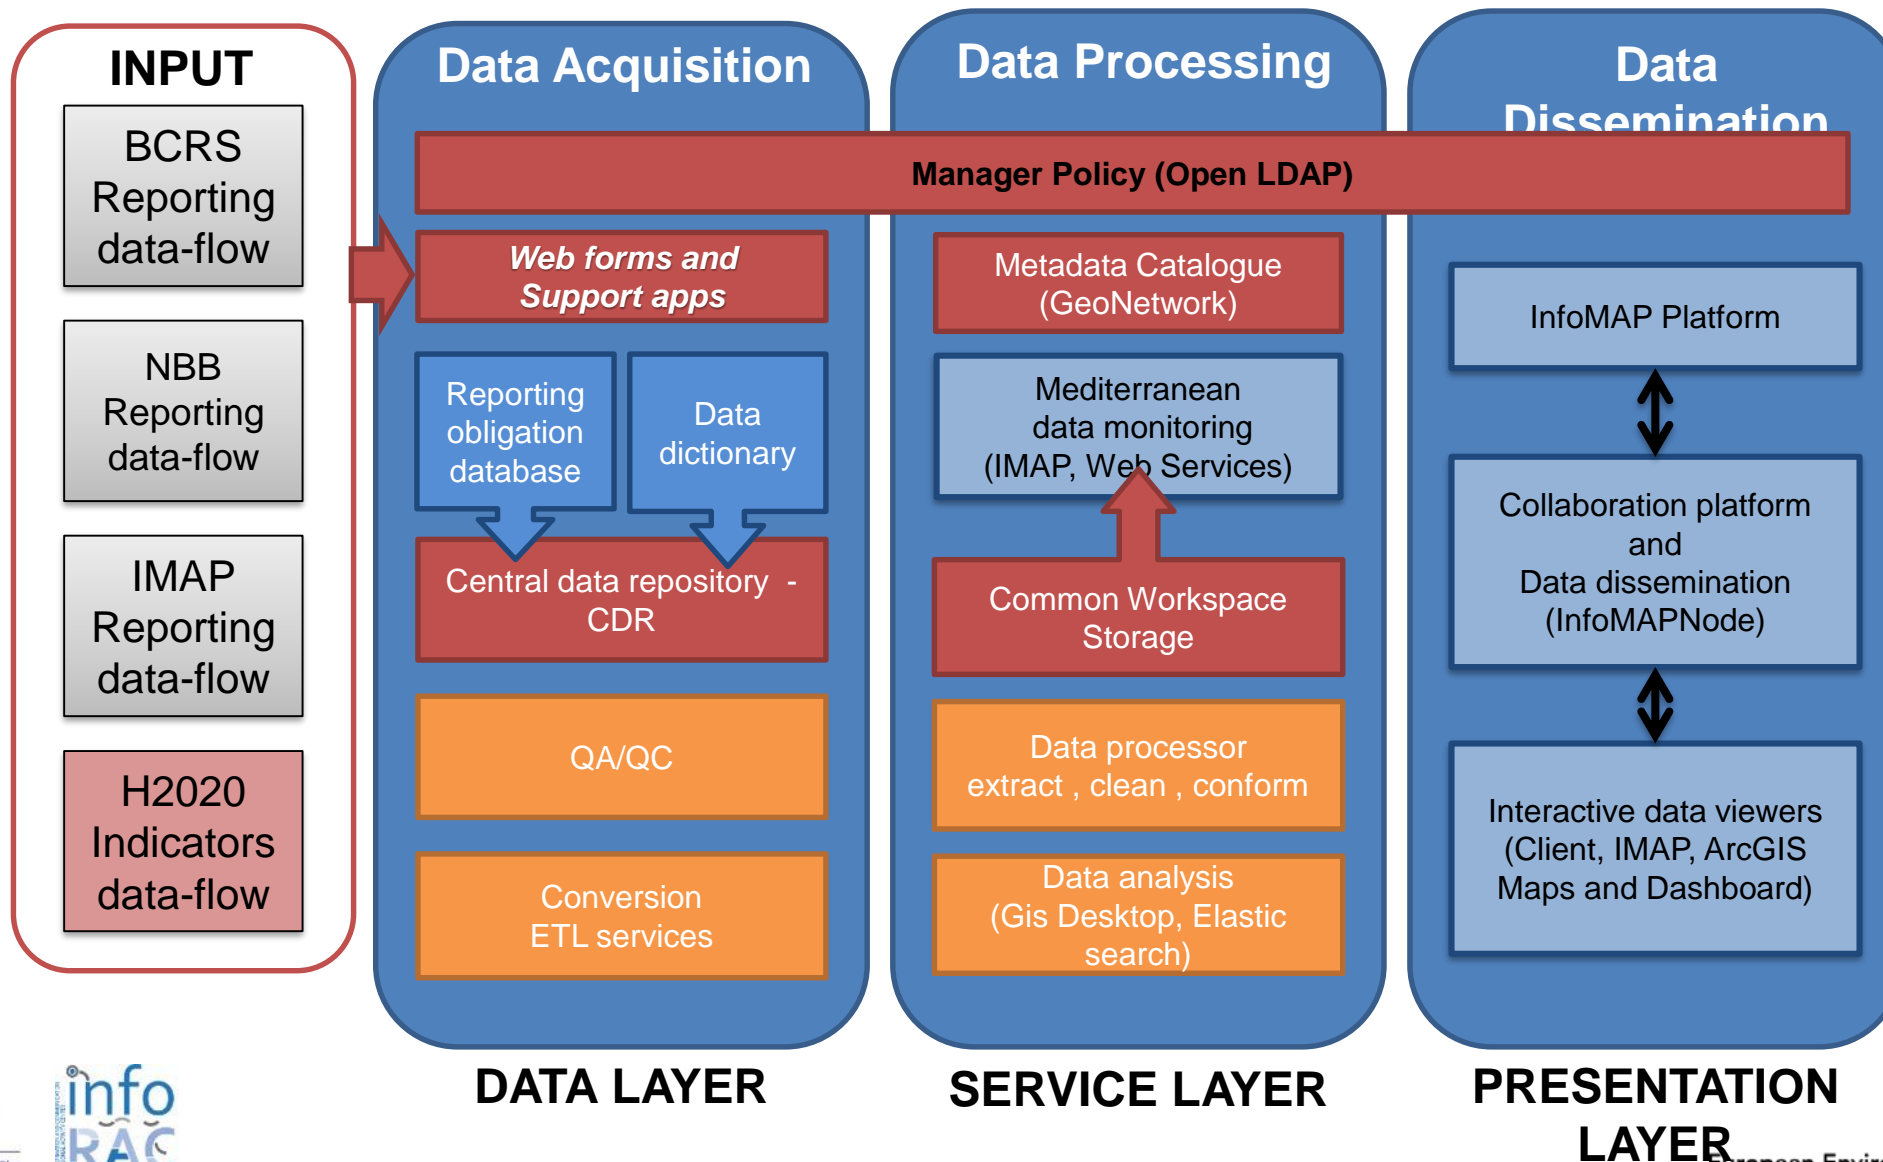 INPUT
BCRS
Reporting
data-flow
NBB
Reporting
data-flow
IMAP
Reporting
data-flow
H2020
Indicators
data-flow
Data Acquisition
Data Processing
Data
Dissemination
Manager Policy (Open LDAP)
Web forms and
Support apps
Reporting
obligation
database
Data
dictionary
Central data repository -
CDR
QA/QC
Conversion
ETL services
Metadata Catalogue
(GeoNetwork)
Mediterranean
data monitoring
(IMAP, Web Services)
Common Workspace
Storage
Data processor
extract , clean , conform
Data analysis
(Gis Desktop, Elastic
search)
InfoMAP Platform
Collaboration platform
and
Data dissemination
(InfoMAPNode)
Interactive data viewers
(Client, IMAP, ArcGIS
Maps and Dashboard)
DATA LAYER
SERVICE LAYER
PRESENTATION
LAYER
info
RAC